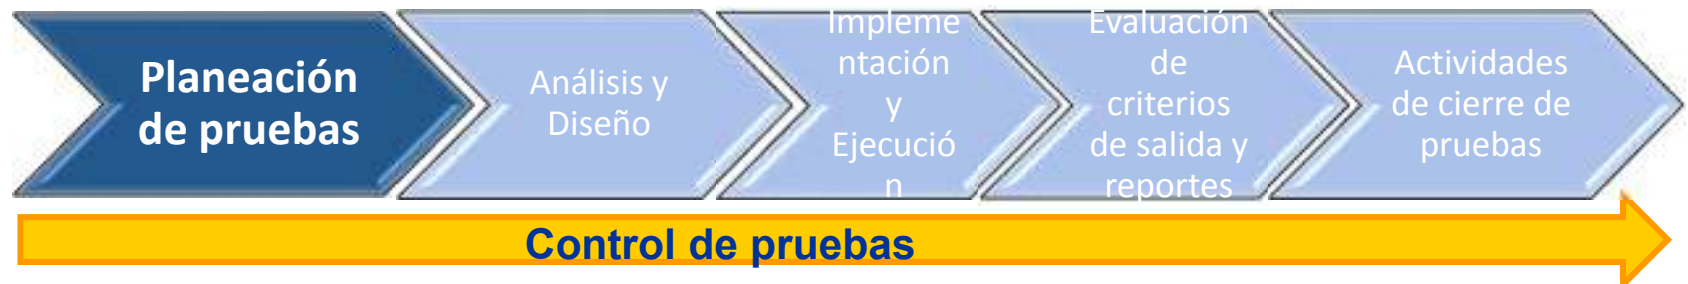 Planeación
de pruebas
Análisis y
Diseño
Impleme
ntación
y
Ejecució
n
Evaluación
de
criterios
de salida y
reportes
Actividades
de cierre de
pruebas
Control de pruebas